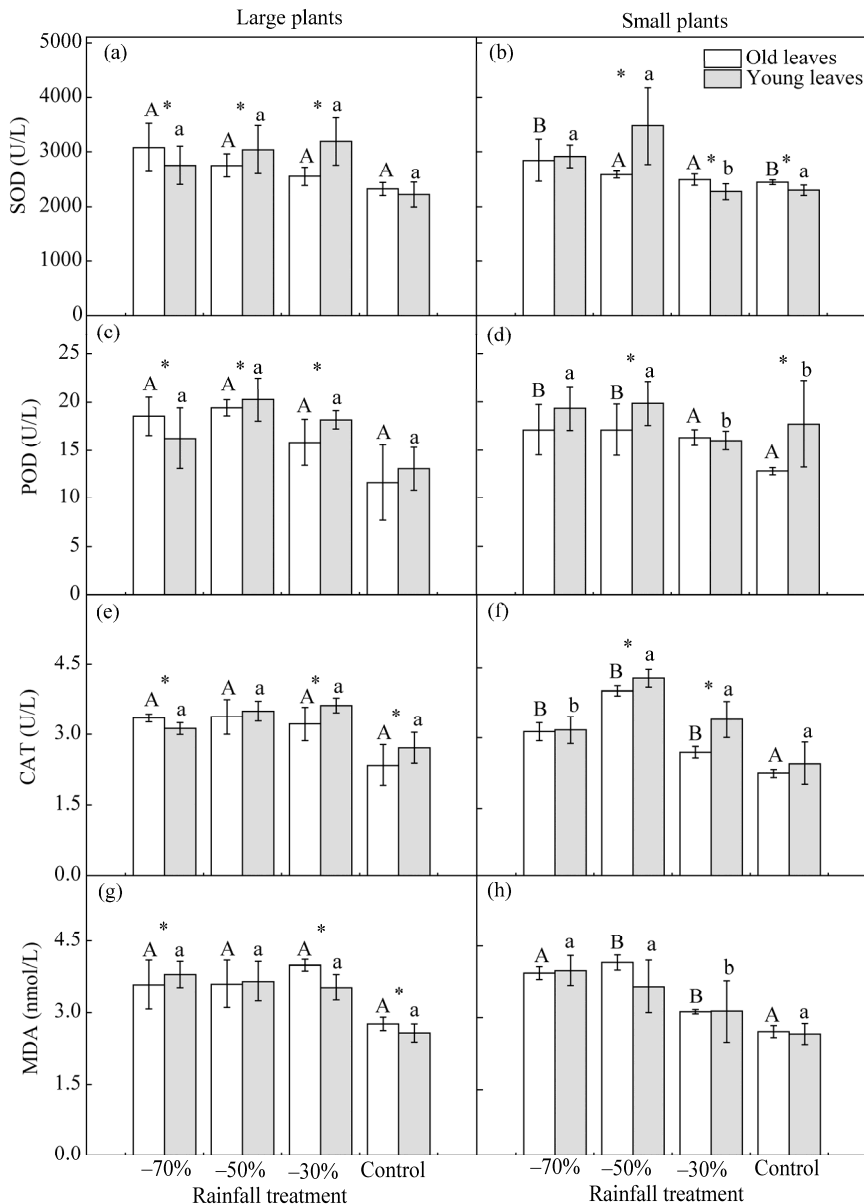 Large plants
Small plants
(a)
5000
4000
3000
2000
1000
0
SOD (U/L)
A * a
A * a
A * a
A a
(b)
Old leaves
Young leaves
B a
A * a
A * b
B * a
(c)
25
20
15
10
5
0
POD (U/L)
A * a
A * a
A * a
A a
(d)
B a
B * a
A b
A * b
(e)
4.5
3.0
1.5
0.0
CAT (U/L)
A * a
A a
A * a
A * a
(f)
B b
B * a
B * a
A a
(g)
4.5
3.0
1.5
0.0
MDA (nmol/L)
A * a
A a
A * a
A * a
(h)
A a
B a
B b
A a
–70% –50% –30% Control
Rainfall treatment
–70% –50% –30% Control
Rainfall treatment